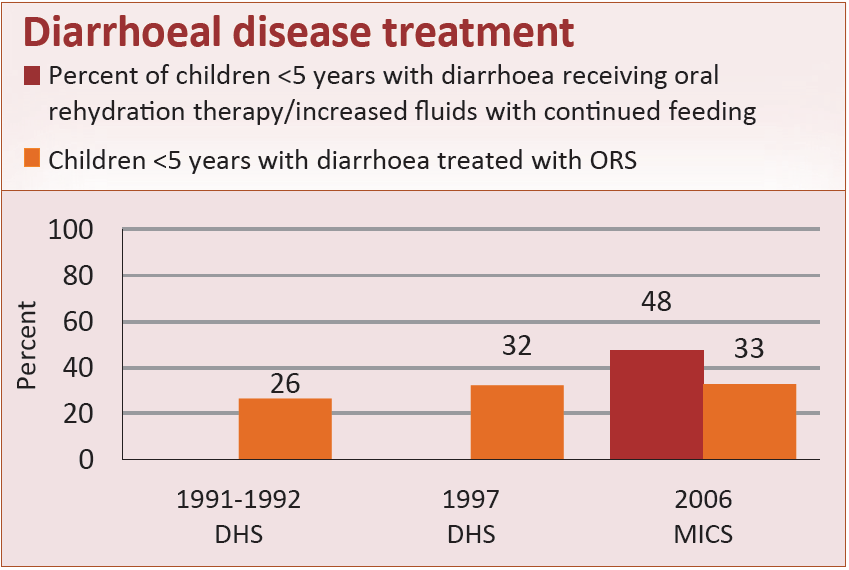 Diarrhoeal disease treatment
Percent of children <5 years with diarrhoea receiving oral
rehydration therapy/increased fluids with continued feeding
Children <5 years with diarrhoea treated with ORS
100
80
60
40
20
0
Percent
26
32
48
33
1991-1992
DHS
1997
DHS
2006
MICS